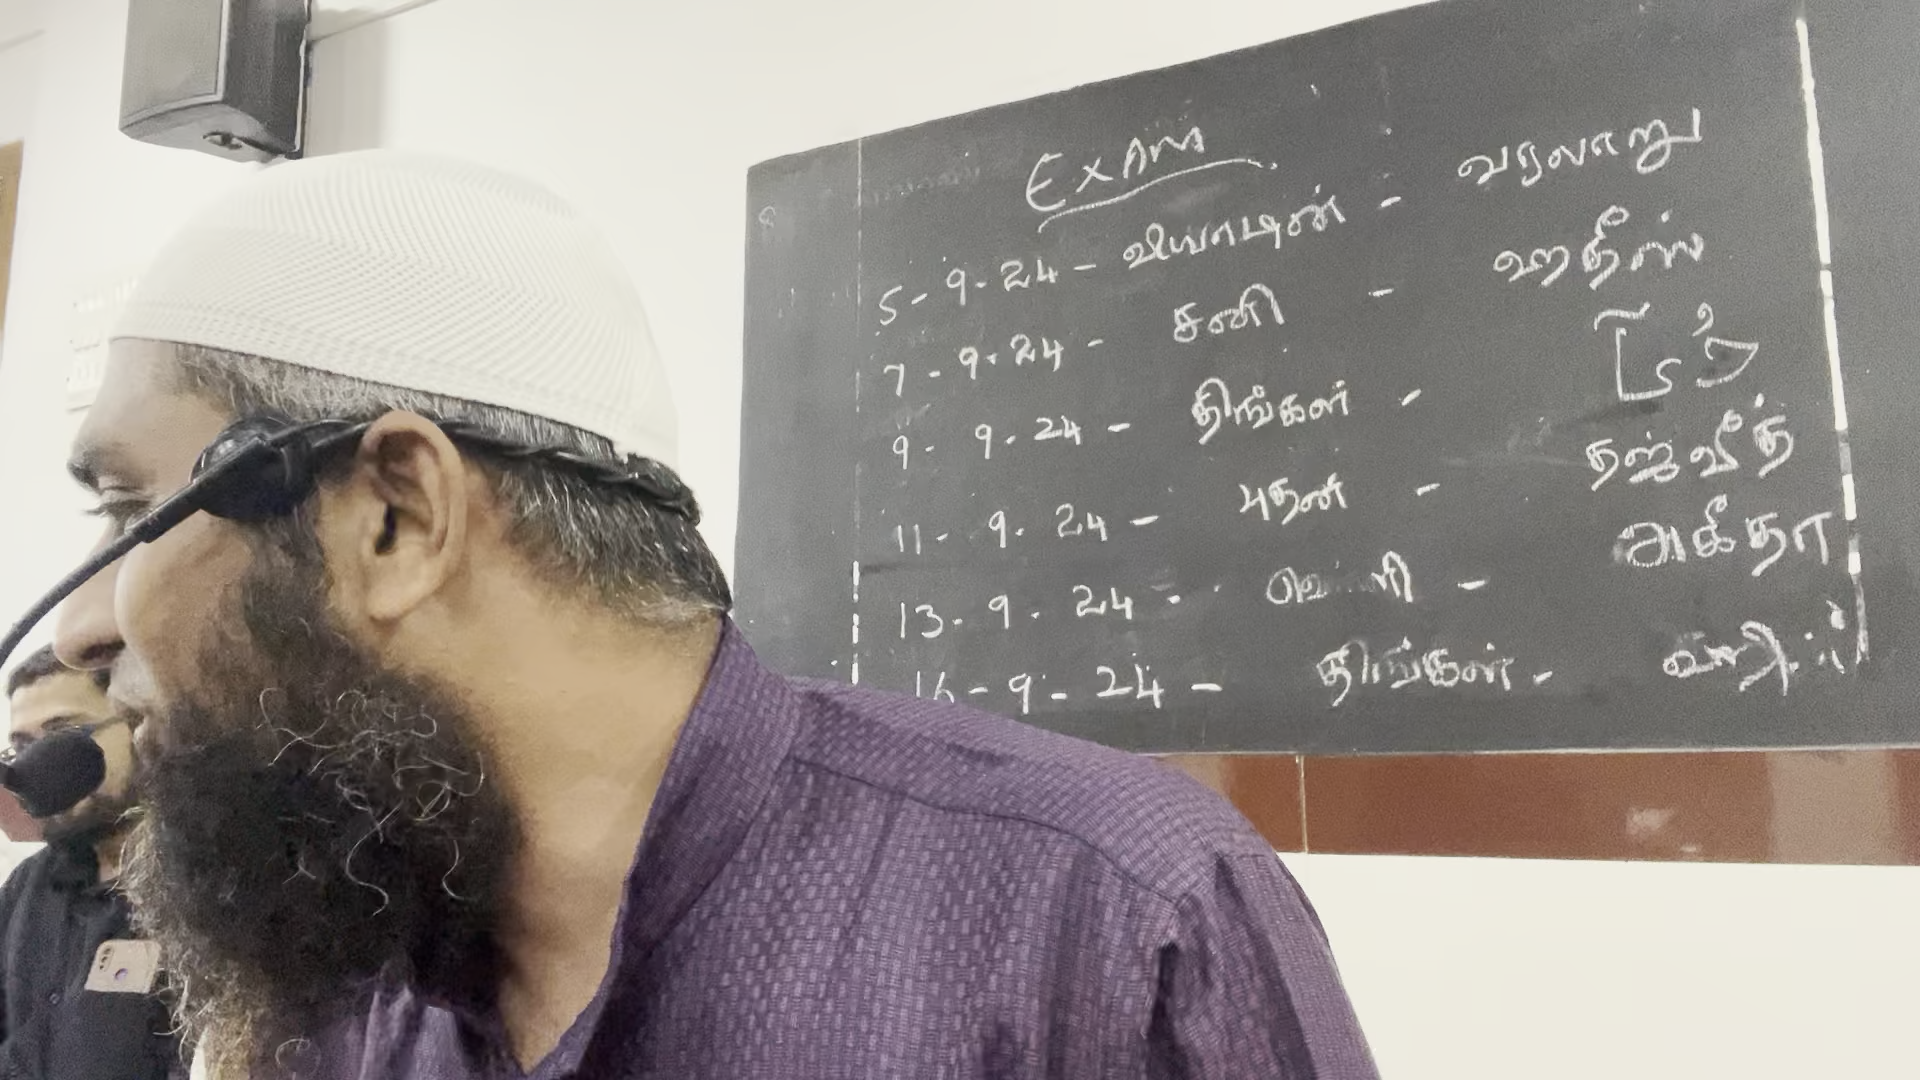 Exam
5-9-24 - வியாழன் - வரலாறு
7-9-24 - சனி - ஹதீஸ்
9-9-24 - திங்கள் -
11-9-24 - புதன் - தஜ்வீத்
13-9-24 - வெள்ளி - அகீதா
16-9-24 - திங்கள் -